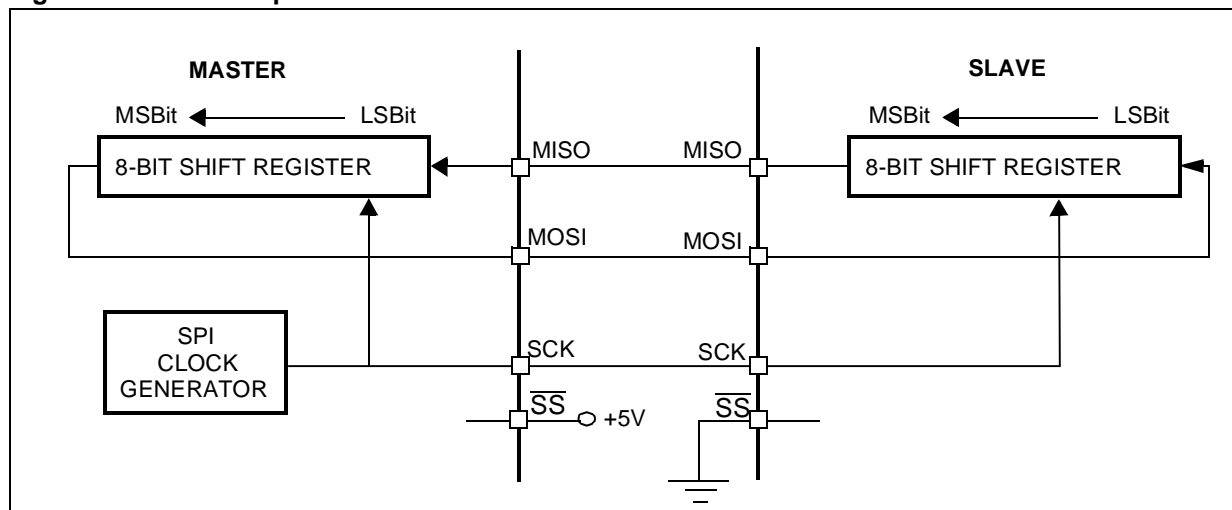 MASTER
SLAVE
MSBit LSBit
MSBit LSBit
8-BIT SHIFT REGISTER
MISO MISO
8-BIT SHIFT REGISTER
MOSI MOSI
SPI
CLOCK
GENERATOR
SCK SCK
SS +5V
SS